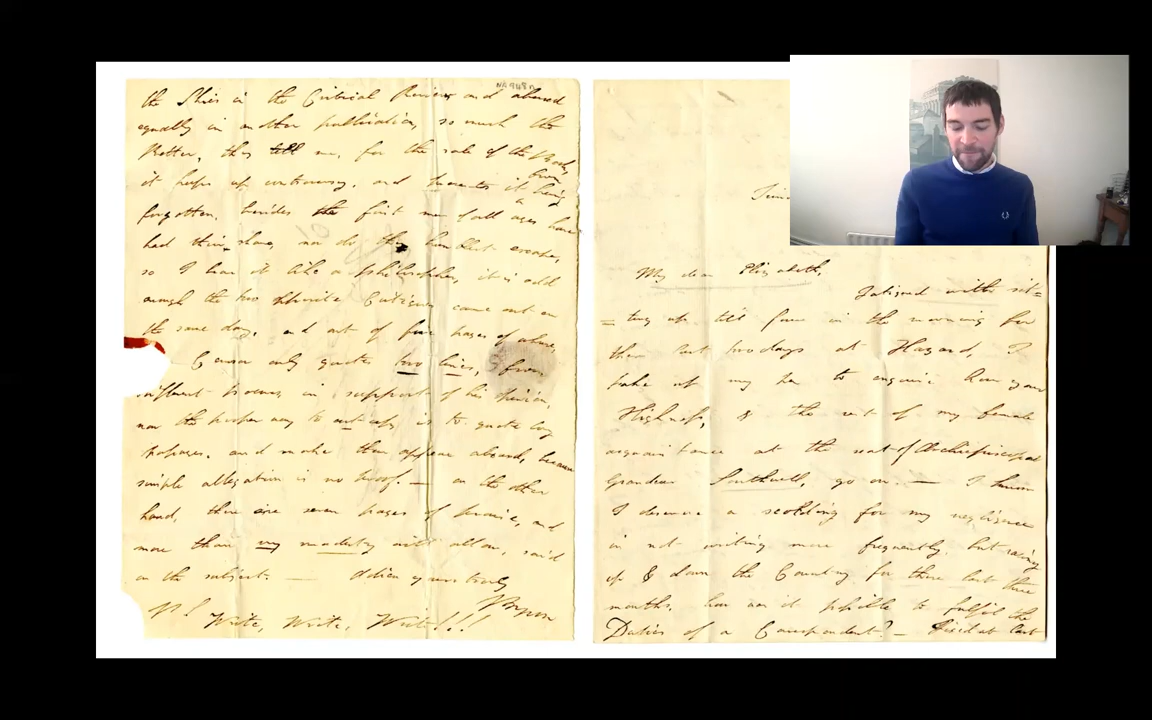 NA 9489
the Skies in the Critical Review and abused
equally in another publication, so much the
Better, they tell me, for the sale of the Book,
it keeps up controversy, and prevents it from being
forgotten, besides the first men of all ages have
had their share, nor do the humblest escape,
so I bear it like a philosopher, it is odd
enough the two opposite Critiques came out on
the same day, and out of five pages of abuse,
Censor only quotes two lines, from
different Poems, in support of his opinion,
now the proper way to cut up, is to quote long
passages, and make them appear absurd, because
simple allegation is no proof. — on the other
hand, there are seven pages of praise, and
more than my modesty will allow, said
on the subject. — Adieu yours truly
Byron
Write, Write, Write!!!
My dear Elizabeth,
Fatigued with sit=
=ting up till four in the morning for
these last two days at Hazard, I
take up my pen to enquire how your
Highness, & the rest of my female
acquaintance at the seat of Archiepiscopal
Grandeur Southwell, go on. — I know
I deserve a scolding for my negligence
in not writing more frequently, but racing
up & down the Country for these last three
months, how was it possible to fulfil the
Duties of a Correspondent? — Fixed at last